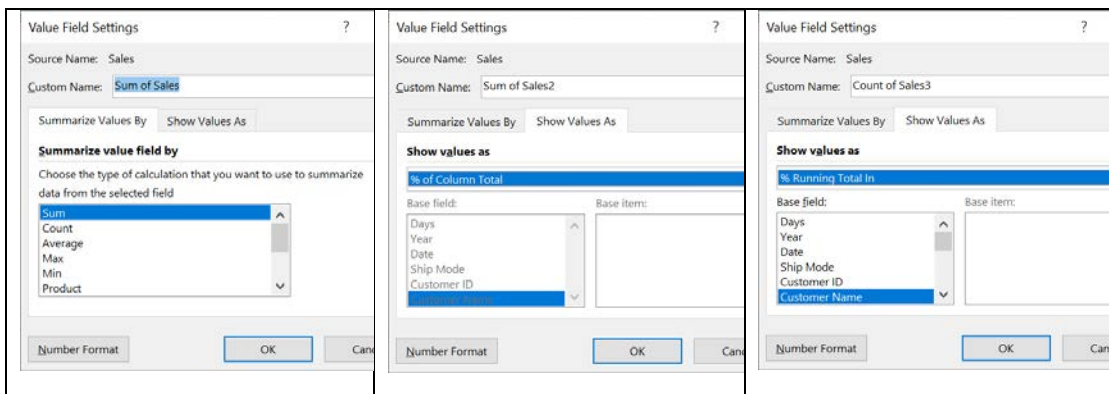 Value Field Settings ?
Source Name: Sales
Custom Name: Sum of Sales
Summarize Values By Show Values As
Summarize value field by
Choose the type of calculation that you want to use to summarize
data from the selected field
Sum
Count
Average
Max
Min
Product
Number Format OK Canc
Value Field Settings ?
Source Name: Sales
Custom Name: Sum of Sales2
Summarize Values By Show Values As
Show values as
% of Column Total
Base field: Base item:
Days
Year
Date
Ship Mode
Customer ID
Customer Name
Number Format OK Canc
Value Field Settings ?
Source Name: Sales
Custom Name: Count of Sales3
Summarize Values By Show Values As
Show values as
% Running Total In
Base field: Base item:
Days
Year
Date
Ship Mode
Customer ID
Customer Name
Number Format OK Can